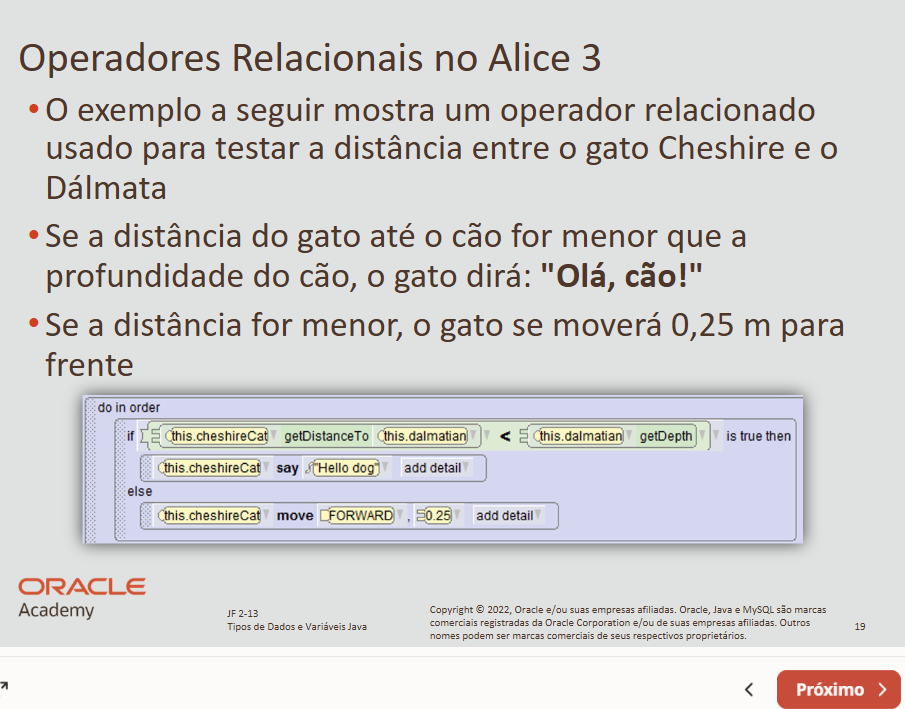 Operadores Relacionais no Alice 3
•O exemplo a seguir mostra um operador relacionado
usado para testar a distância entre o gato Cheshire e o
Dálmata
•Se a distância do gato até o cão for menor que a
profundidade do cão, o gato dirá: "Olá, cão!"
•Se a distância for menor, o gato se moverá 0,25 m para
frente
do in order
if this.cheshireCat getDistanceTo this.dalmatian < this.dalmatian getDepth is true then
this.cheshireCat say "Hello dog" add detail
else
this.cheshireCat move FORWARD , 0.25 add detail
ORACLE
Academy
JF 2-13
Tipos de Dados e Variáveis Java
Copyright © 2022, Oracle e/ou suas empresas afiliadas. Oracle, Java e MySQL são marcas
comerciais registradas da Oracle Corporation e/ou de suas empresas afiliadas. Outros
nomes podem ser marcas comerciais de seus respectivos proprietários.
19
Próximo